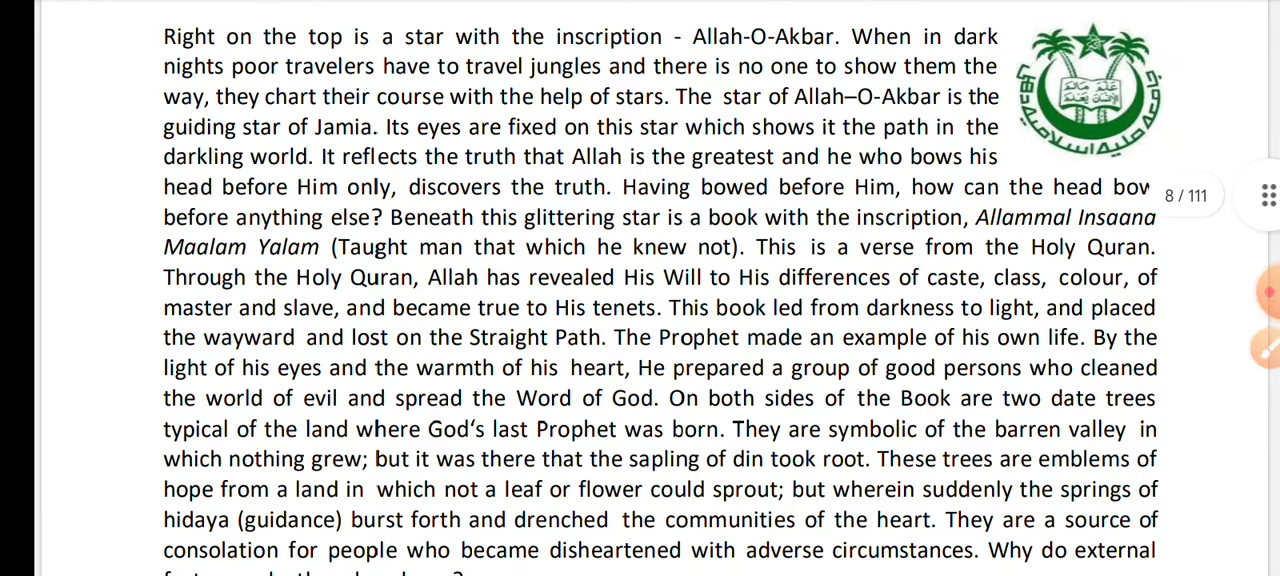 Right on the top is a star with the inscription - Allah-O-Akbar. When in dark
nights poor travelers have to travel jungles and there is no one to show them the
way, they chart their course with the help of stars. The star of Allah–O-Akbar is the
guiding star of Jamia. Its eyes are fixed on this star which shows it the path in the
darkling world. It reflects the truth that Allah is the greatest and he who bows his
head before Him only, discovers the truth. Having bowed before Him, how can the head bow
8 / 111
before anything else? Beneath this glittering star is a book with the inscription, Allammal Insaana
Maalam Yalam (Taught man that which he knew not). This is a verse from the Holy Quran.
Through the Holy Quran, Allah has revealed His Will to His differences of caste, class, colour, of
master and slave, and became true to His tenets. This book led from darkness to light, and placed
the wayward and lost on the Straight Path. The Prophet made an example of his own life. By the
light of his eyes and the warmth of his heart, He prepared a group of good persons who cleaned
the world of evil and spread the Word of God. On both sides of the Book are two date trees
typical of the land where God‘s last Prophet was born. They are symbolic of the barren valley in
which nothing grew; but it was there that the sapling of din took root. These trees are emblems of
hope from a land in which not a leaf or flower could sprout; but wherein suddenly the springs of
hidaya (guidance) burst forth and drenched the communities of the heart. They are a source of
consolation for people who became disheartened with adverse circumstances. Why do external